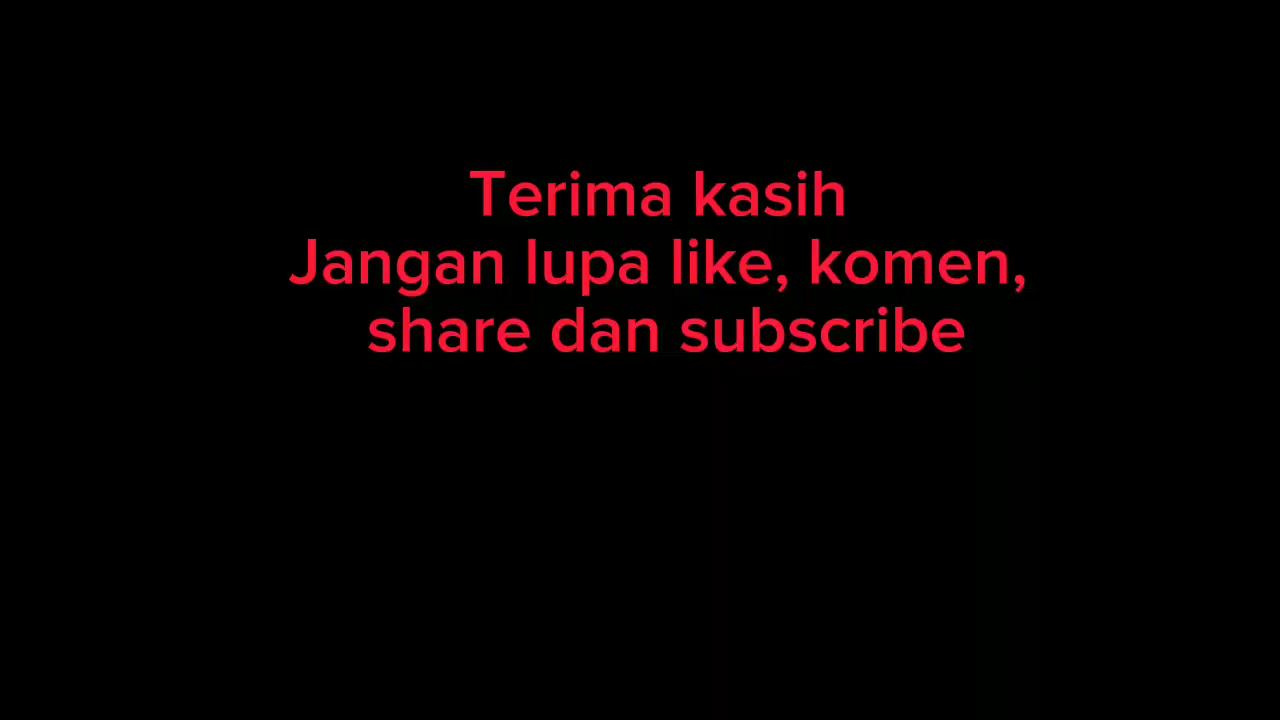 Terima kasih
Jangan lupa like, komen,
share dan subscribe